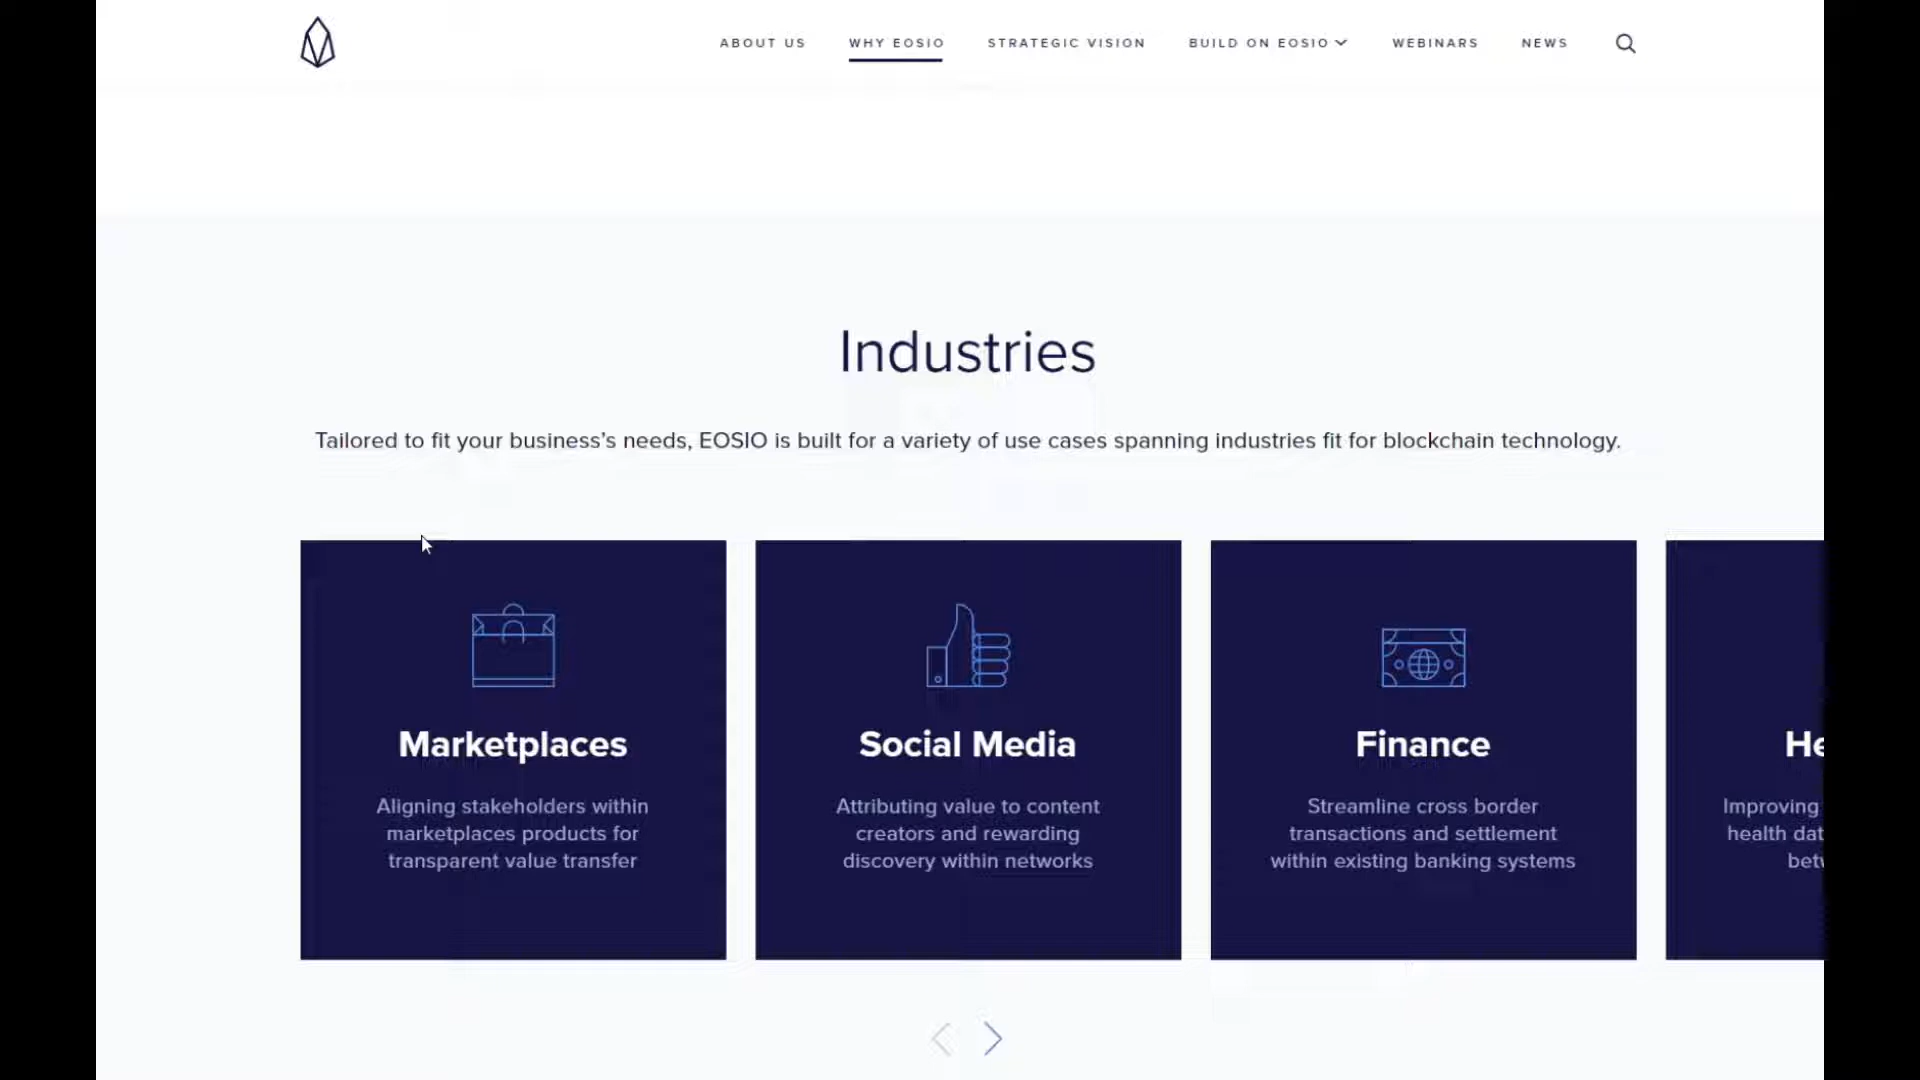 ABOUT US
WHY EOSIO
STRATEGIC VISION
BUILD ON EOSIO
WEBINARS
NEWS
Industries
Tailored to fit your business’s needs, EOSIO is built for a variety of use cases spanning industries fit for blockchain technology.
Marketplaces
Aligning stakeholders within
marketplaces products for
transparent value transfer
Social Media
Attributing value to content
creators and rewarding
discovery within networks
Finance
Streamline cross border
transactions and settlement
within existing banking systems
Improving
health